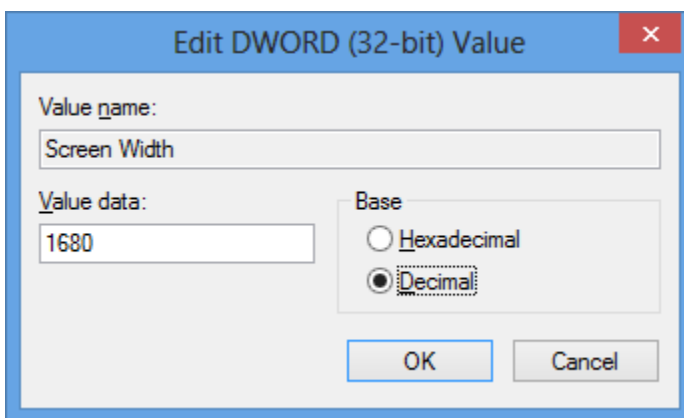 Edit DWORD (32-bit) Value
Value name:
Screen Width
Value data:
1680
Base
Hexadecimal
Decimal
OK
Cancel